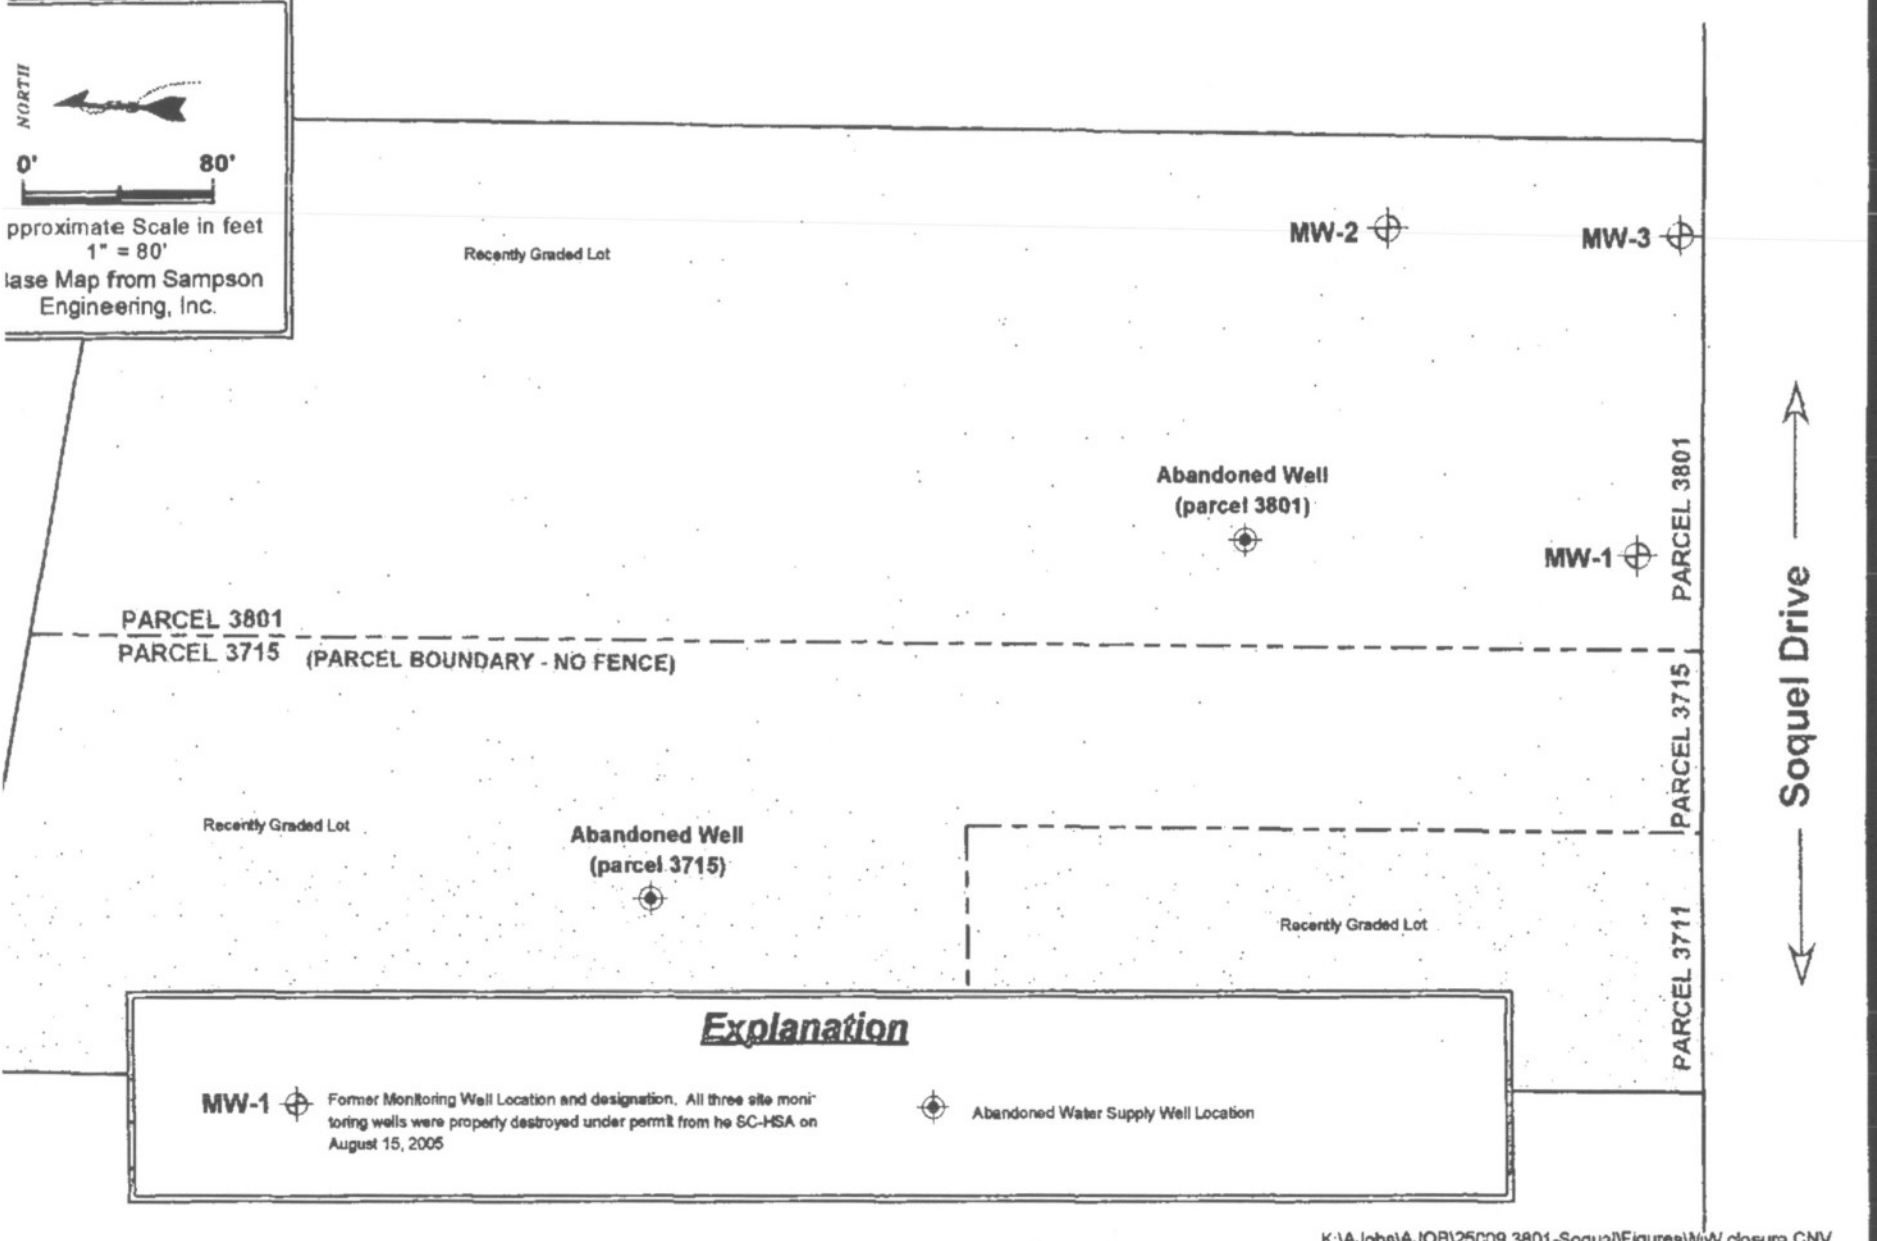 NORTH
0' 80'
pproximate Scale in feet
1" = 80'
ase Map from Sampson
Engineering, Inc.
Recently Graded Lot
MW-2
MW-3
Abandoned Well
(parcel 3801)
MW-1
PARCEL 3801
PARCEL 3801
PARCEL 3715
(PARCEL BOUNDARY - NO FENCE)
PARCEL 3715
Soquel Drive
Recently Graded Lot
Abandoned Well
(parcel 3715)
Recently Graded Lot
PARCEL 3711
Explanation
MW-1
Former Monitoring Well Location and designation. All three site moni-
toring wells were properly destroyed under permit from he SC-HSA on
August 15, 2005
Abandoned Water Supply Well Location